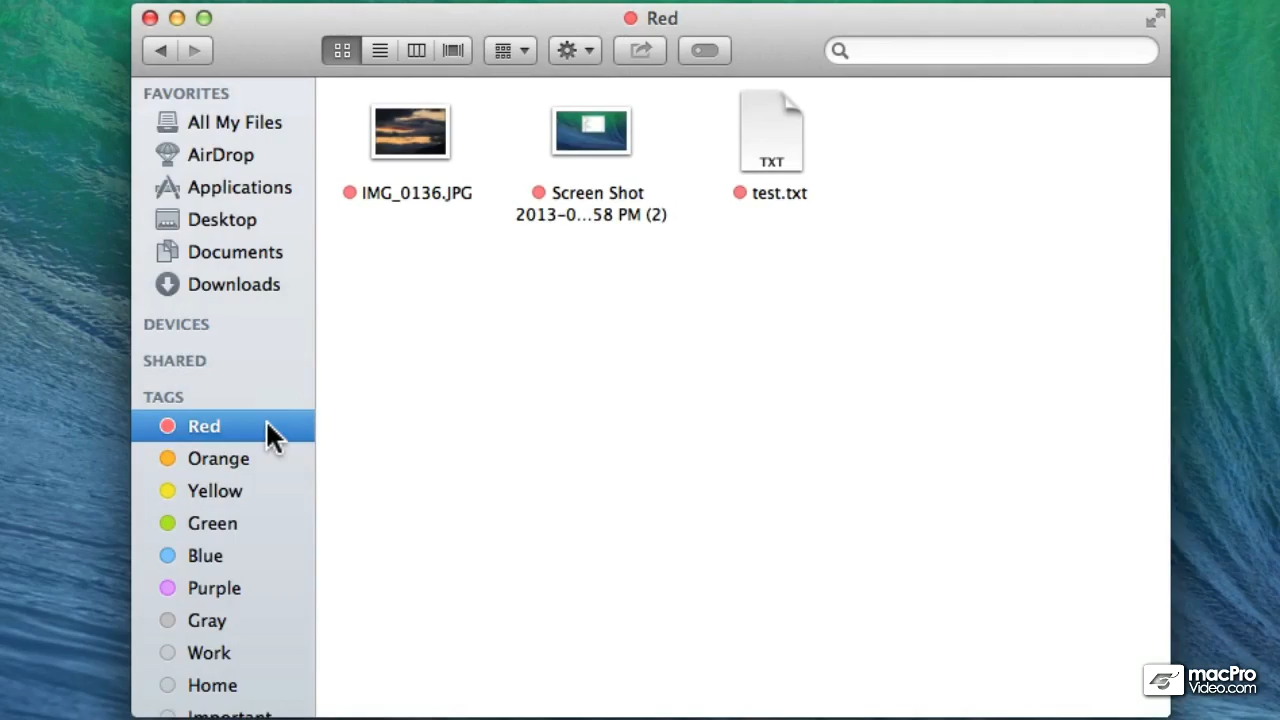 Red
FAVORITES
All My Files
AirDrop
Applications
Desktop
Documents
Downloads
DEVICES
SHARED
TAGS
Red
Orange
Yellow
Green
Blue
Purple
Gray
Work
Home
Important
IMG_0136.JPG
Screen Shot
2013-0...58 PM (2)
TXT
test.txt
macPro
Video.com